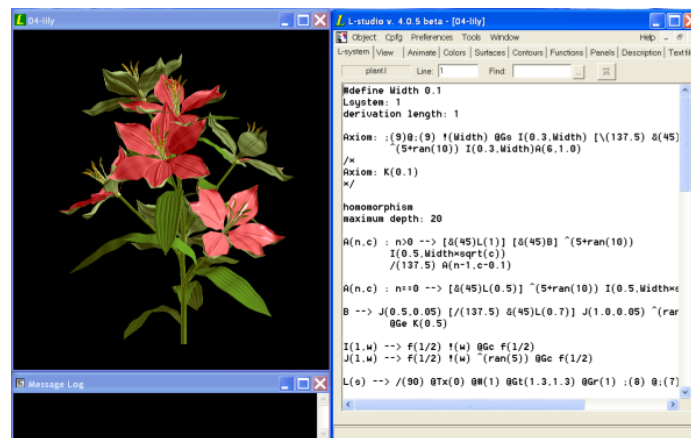 04-lily
L-studio v. 4.0.5 beta - [04-lily]
Object Cpfg Preferences Tools Window Help
L-system View Animate Colors Surfaces Contours Functions Panels Description Text fil
plant.l Line: 1 Find: ...
#define Width 0.1
Lsystem: 1
derivation length: 1
Axiom: ;(9)@;(9) !(Width) @Gs I(0.3,Width) [\(137.5) &(45)
^(5+ran(10)) I(0.3,Width)A(6,1.0)
/*
Axiom: K(0.1)
*/
homomorphism
maximum depth: 20
A(n,c) : n>0 --> [&(45)L(1)] [&(45)B] ^(5+ran(10))
I(0.5,Width*sqrt(c))
/(137.5) A(n-1,c-0.1)
A(n,c) : n==0 --> [&(45)L(0.5)] ^(5+ran(10)) I(0.5,Width*s
B --> J(0.5,0.05) [/(137.5) &(45)L(0.7)] J(1.0,0.05) ^(ran
@Ge K(0.5)
I(l,w) --> f(l/2) !(w) @Gc f(l/2)
J(l,w) --> f(l/2) !(w) ^(ran(5)) @Gc f(l/2)
L(s) --> /(90) @Tx(0) @M(1) @Gt(1.3,1.3) @Gr(1) ;(8) @;(7)
Message Log